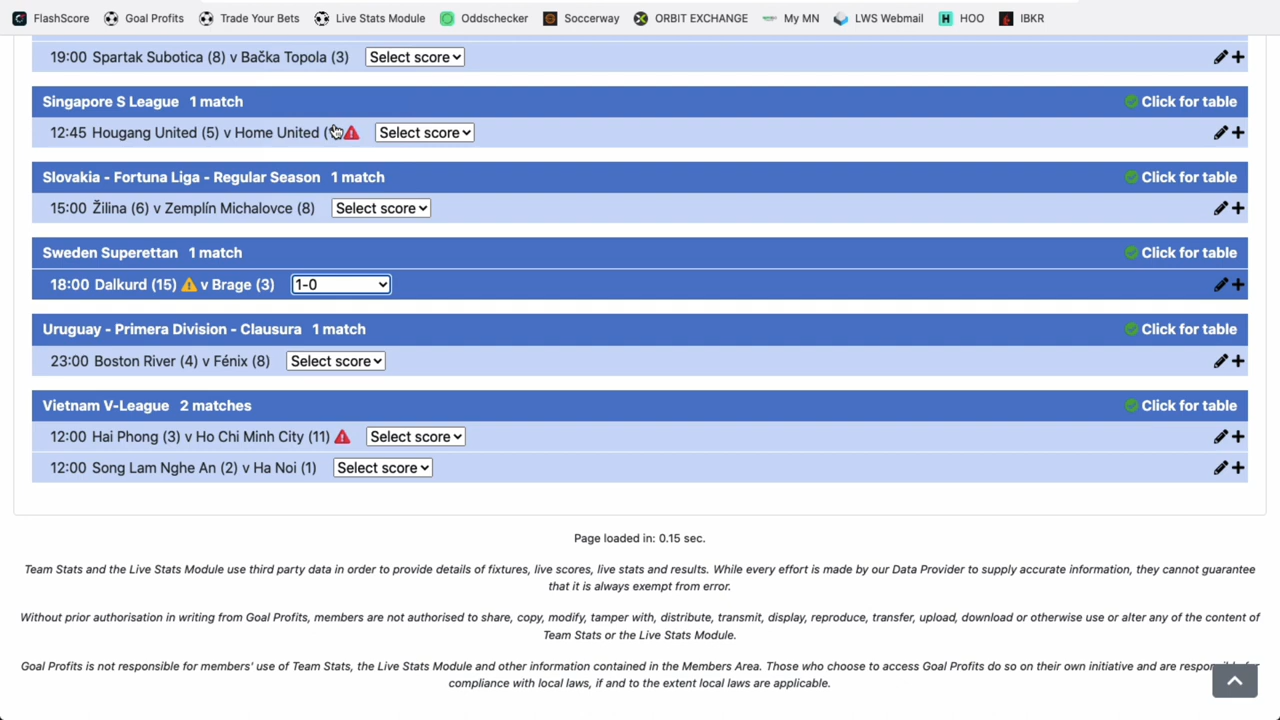 FlashScore Goal Profits Trade Your Bets Live Stats Module Oddschecker Soccerway ORBIT EXCHANGE My MN LWS Webmail H HOO IBKR
19:00 Spartak Subotica (8) v Bačka Topola (3) Select score
Singapore S League 1 match Click for table
12:45 Hougang United (5) v Home United Select score
Slovakia - Fortuna Liga - Regular Season 1 match Click for table
15:00 Žilina (6) v Zemplín Michalovce (8) Select score
Sweden Superettan 1 match Click for table
18:00 Dalkurd (15) v Brage (3) 1-0
Uruguay - Primera Division - Clausura 1 match Click for table
23:00 Boston River (4) v Fénix (8) Select score
Vietnam V-League 2 matches Click for table
12:00 Hai Phong (3) v Ho Chi Minh City (11) Select score
12:00 Song Lam Nghe An (2) v Ha Noi (1) Select score
Page loaded in: 0.15 sec.
Team Stats and the Live Stats Module use third party data in order to provide details of fixtures, live scores, live stats and results. While every effort is made by our Data Provider to supply accurate information, they cannot guarantee
that it is always exempt from error.
Without prior authorisation in writing from Goal Profits, members are not authorised to share, copy, modify, tamper with, distribute, transmit, display, reproduce, transfer, upload, download or otherwise use or alter any of the content of
Team Stats or the Live Stats Module.
Goal Profits is not responsible for members' use of Team Stats, the Live Stats Module and other information contained in the Members Area. Those who choose to access Goal Profits do so on their own initiative and are responsible for
compliance with local laws, if and to the extent local laws are applicable.